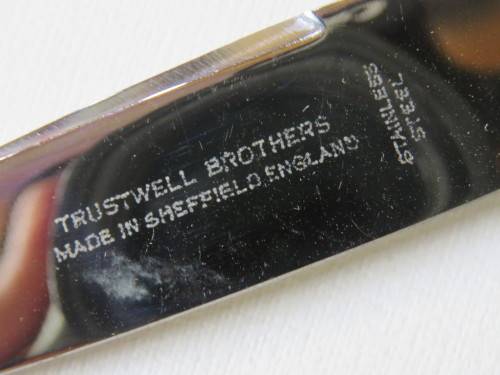 TRUSTWELL BROTHERS
MADE IN SHEFFIELD, ENGLAND
STAINLESS
STEEL